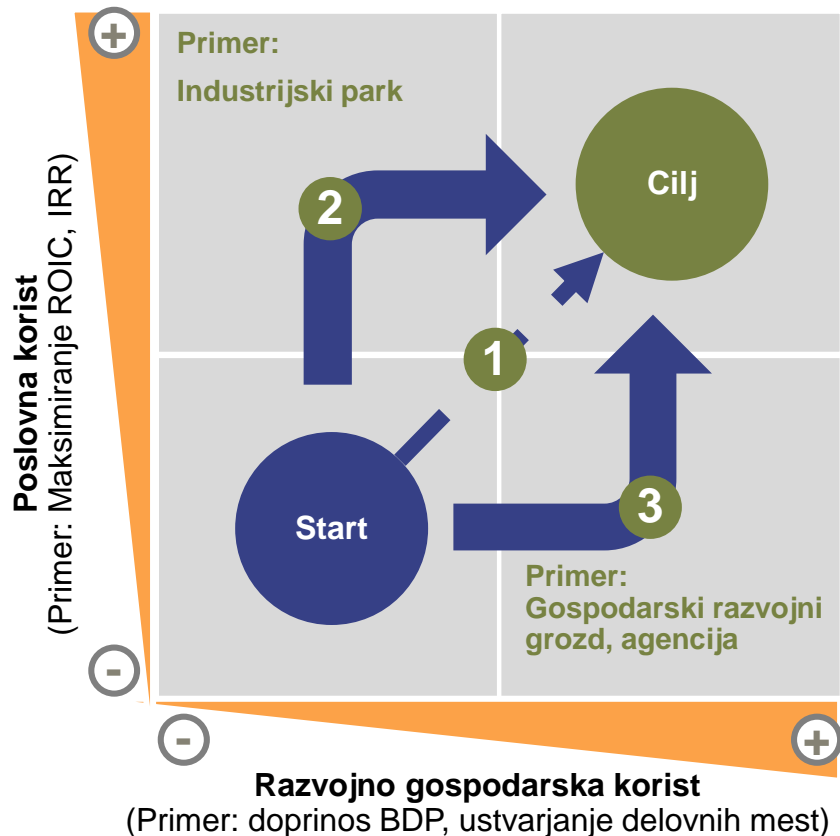 +
Primer:
Industrijski park
Cilj
2
1
Poslovna korist
(Primer: Maksimiranje ROIC, IRR)
3
Start
Primer:
Gospodarski razvojni
grozd, agencija
-
-
+
Razvojno gospodarska korist
(Primer: doprinos BDP, ustvarjanje delovnih mest)